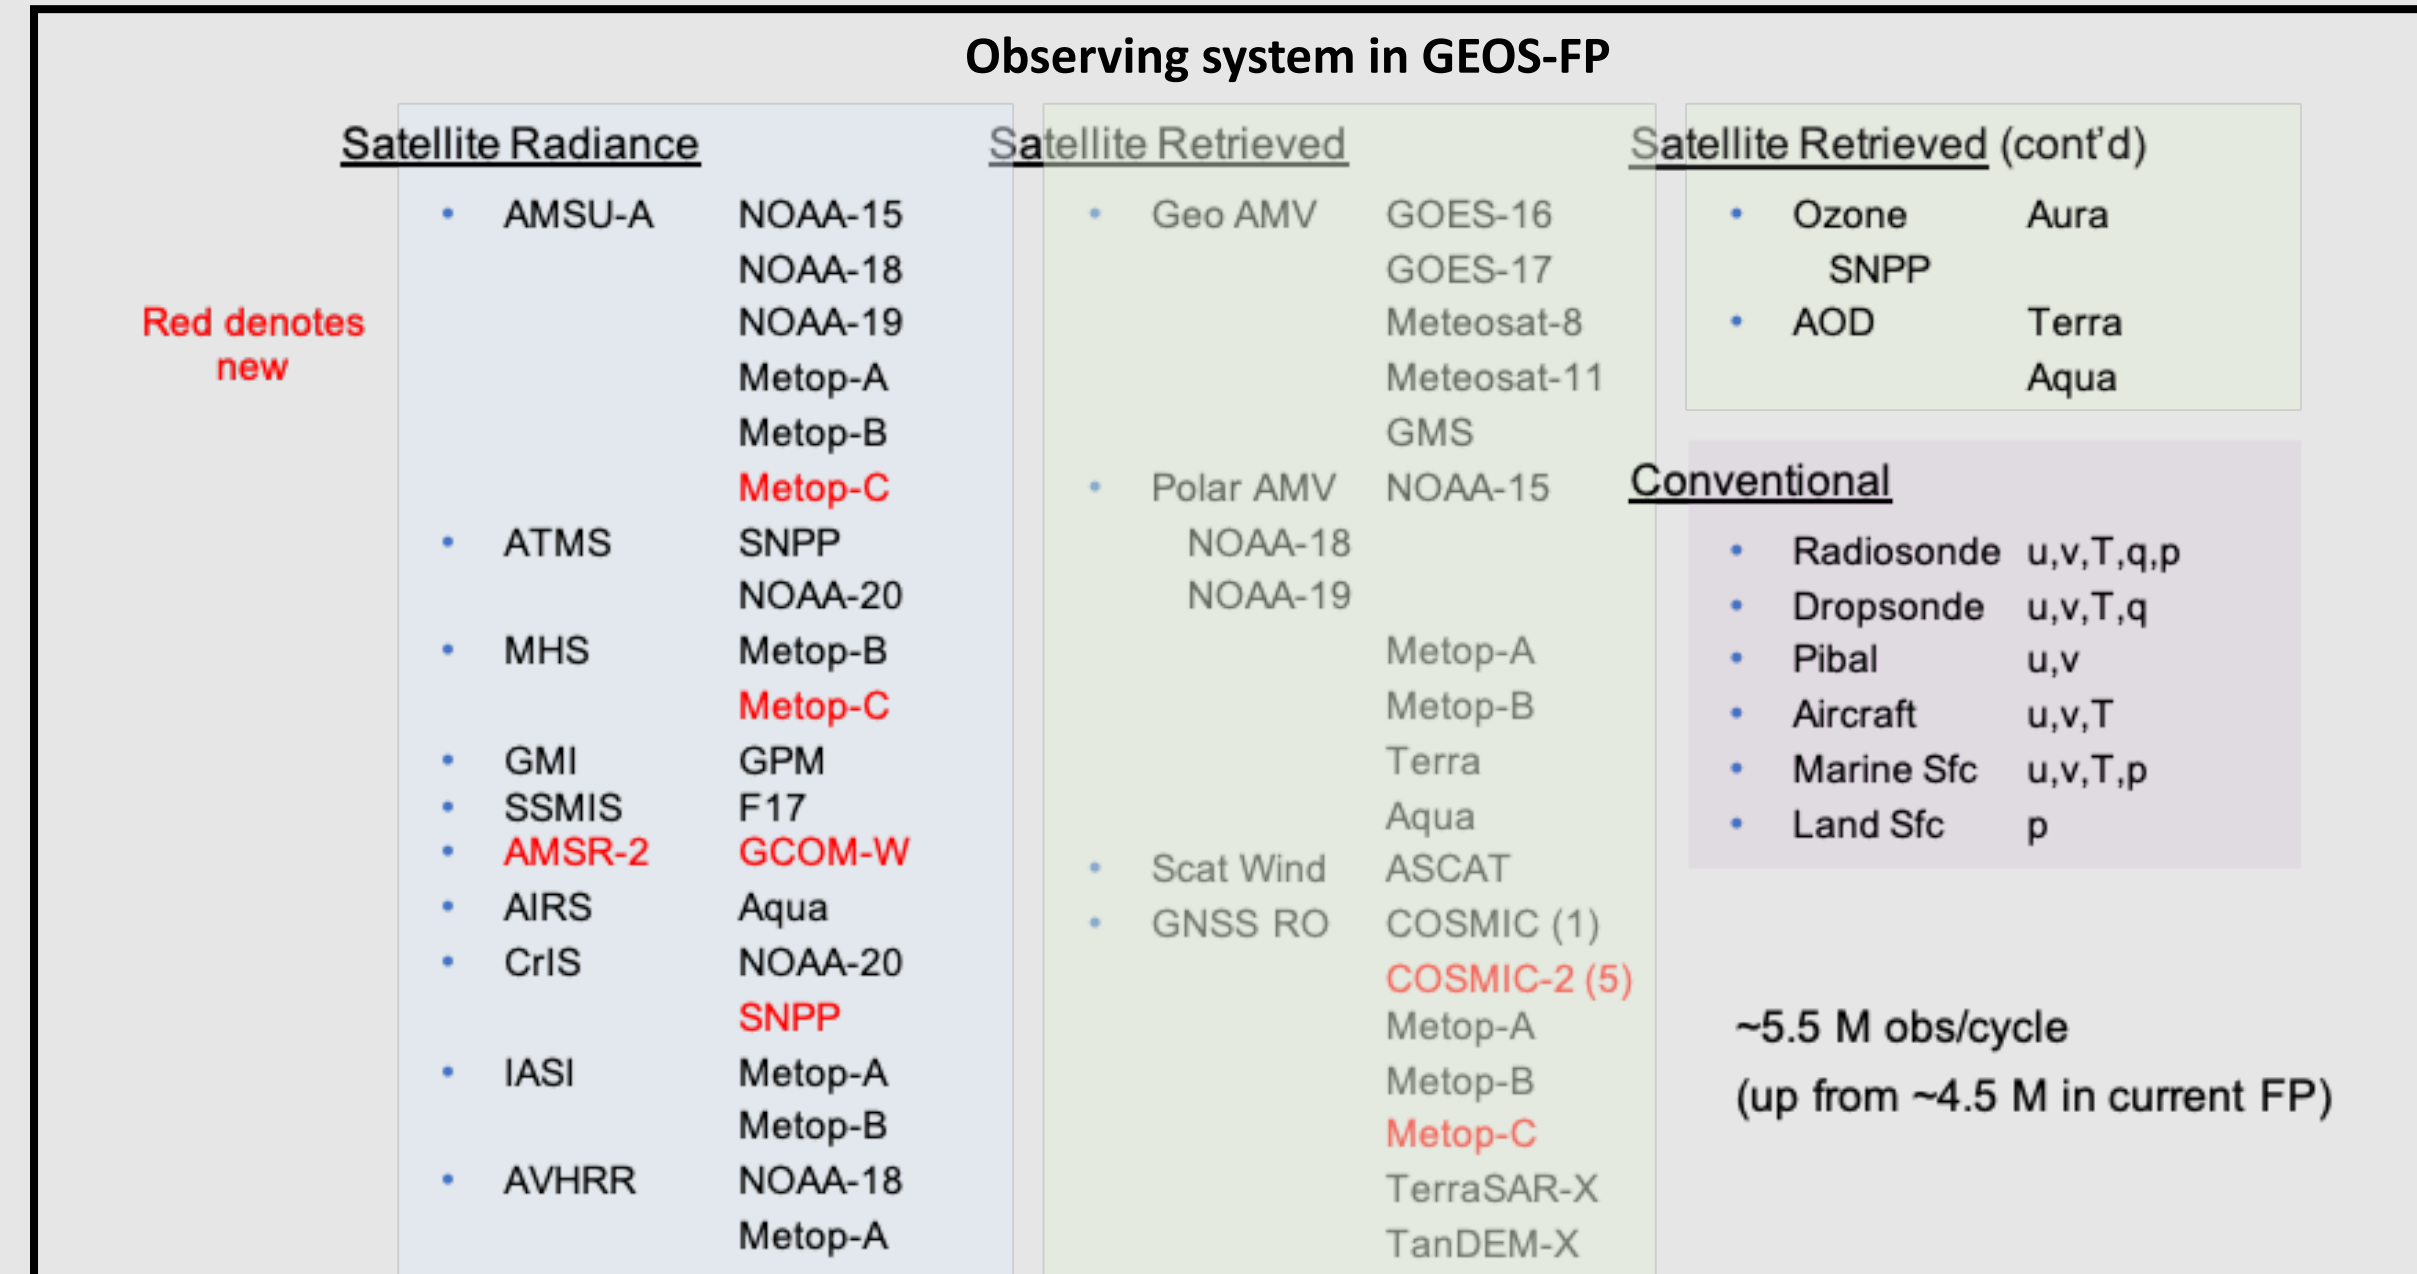 Observing system in GEOS-FP
Red denotes
new
Satellite Radiance
• AMSU-A NOAA-15
NOAA-18
NOAA-19
Metop-A
Metop-B
Metop-C
• ATMS SNPP
NOAA-20
• MHS Metop-B
Metop-C
• GMI GPM
• SSMIS F17
• AMSR-2 GCOM-W
• AIRS Aqua
• CrIS NOAA-20
SNPP
• IASI Metop-A
Metop-B
• AVHRR NOAA-18
Metop-A
Satellite Retrieved
• Geo AMV GOES-16
GOES-17
Meteosat-8
Meteosat-11
GMS
• Polar AMV NOAA-15
NOAA-18
NOAA-19
Metop-A
Metop-B
Terra
Aqua
• Scat Wind ASCAT
• GNSS RO COSMIC (1)
COSMIC-2 (5)
Metop-A
Metop-B
Metop-C
TerraSAR-X
TanDEM-X
Satellite Retrieved (cont'd)
• Ozone Aura
SNPP
• AOD Terra
Aqua
Conventional
• Radiosonde u,v,T,q,p
• Dropsonde u,v,T,q
• Pibal u,v
• Aircraft u,v,T
• Marine Sfc u,v,T,p
• Land Sfc p
~5.5 M obs/cycle
(up from ~4.5 M in current FP)